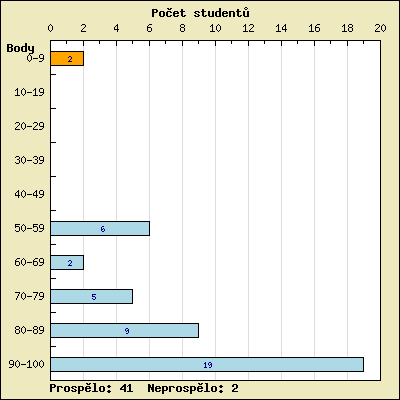 Počet studentů
0 2 4 6 8 10 12 14 16 18 20
Body
0-9 2
10-19
20-29
30-39
40-49
50-59 6
60-69 2
70-79 5
80-89 9
90-100 19
Prospělo: 41 Neprospělo: 2